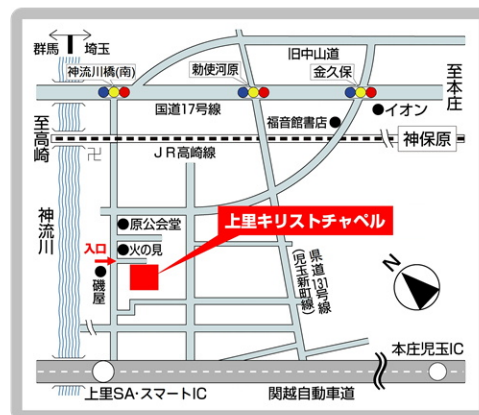 群馬 埼玉
旧中山道
神流川橋(南)
勅使河原
金久保
至本庄
国道17号線
イオン
福音館書店
至高崎
JR高崎線
神保原
神流川
原公会堂
上里キリストチャペル
入口
火の見
磯屋
県道131号線
(児玉新町線)
N
本庄児玉IC
上里SA・スマートIC
関越自動車道